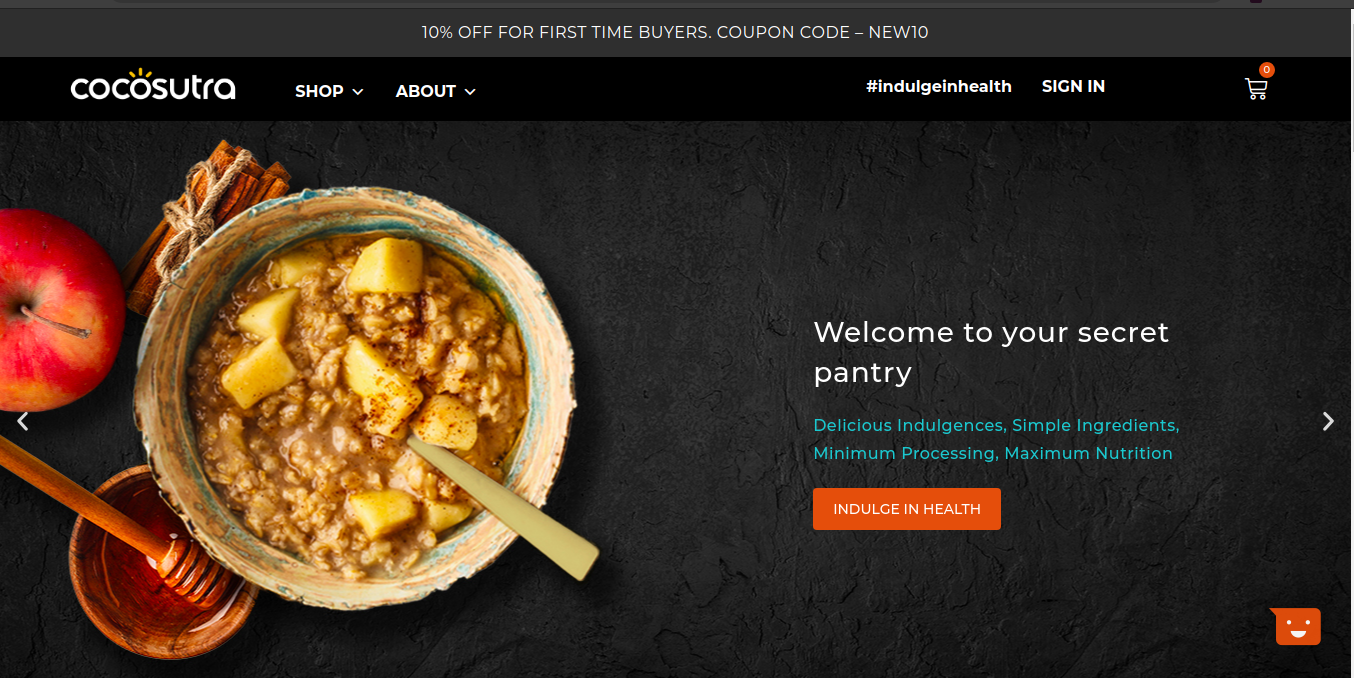 10% OFF FOR FIRST TIME BUYERS. COUPON CODE – NEW10
cocosutra
SHOP
ABOUT
#indulgeinhealth
SIGN IN
0
Welcome to your secret
pantry
Delicious Indulgences, Simple Ingredients,
Minimum Processing, Maximum Nutrition
INDULGE IN HEALTH